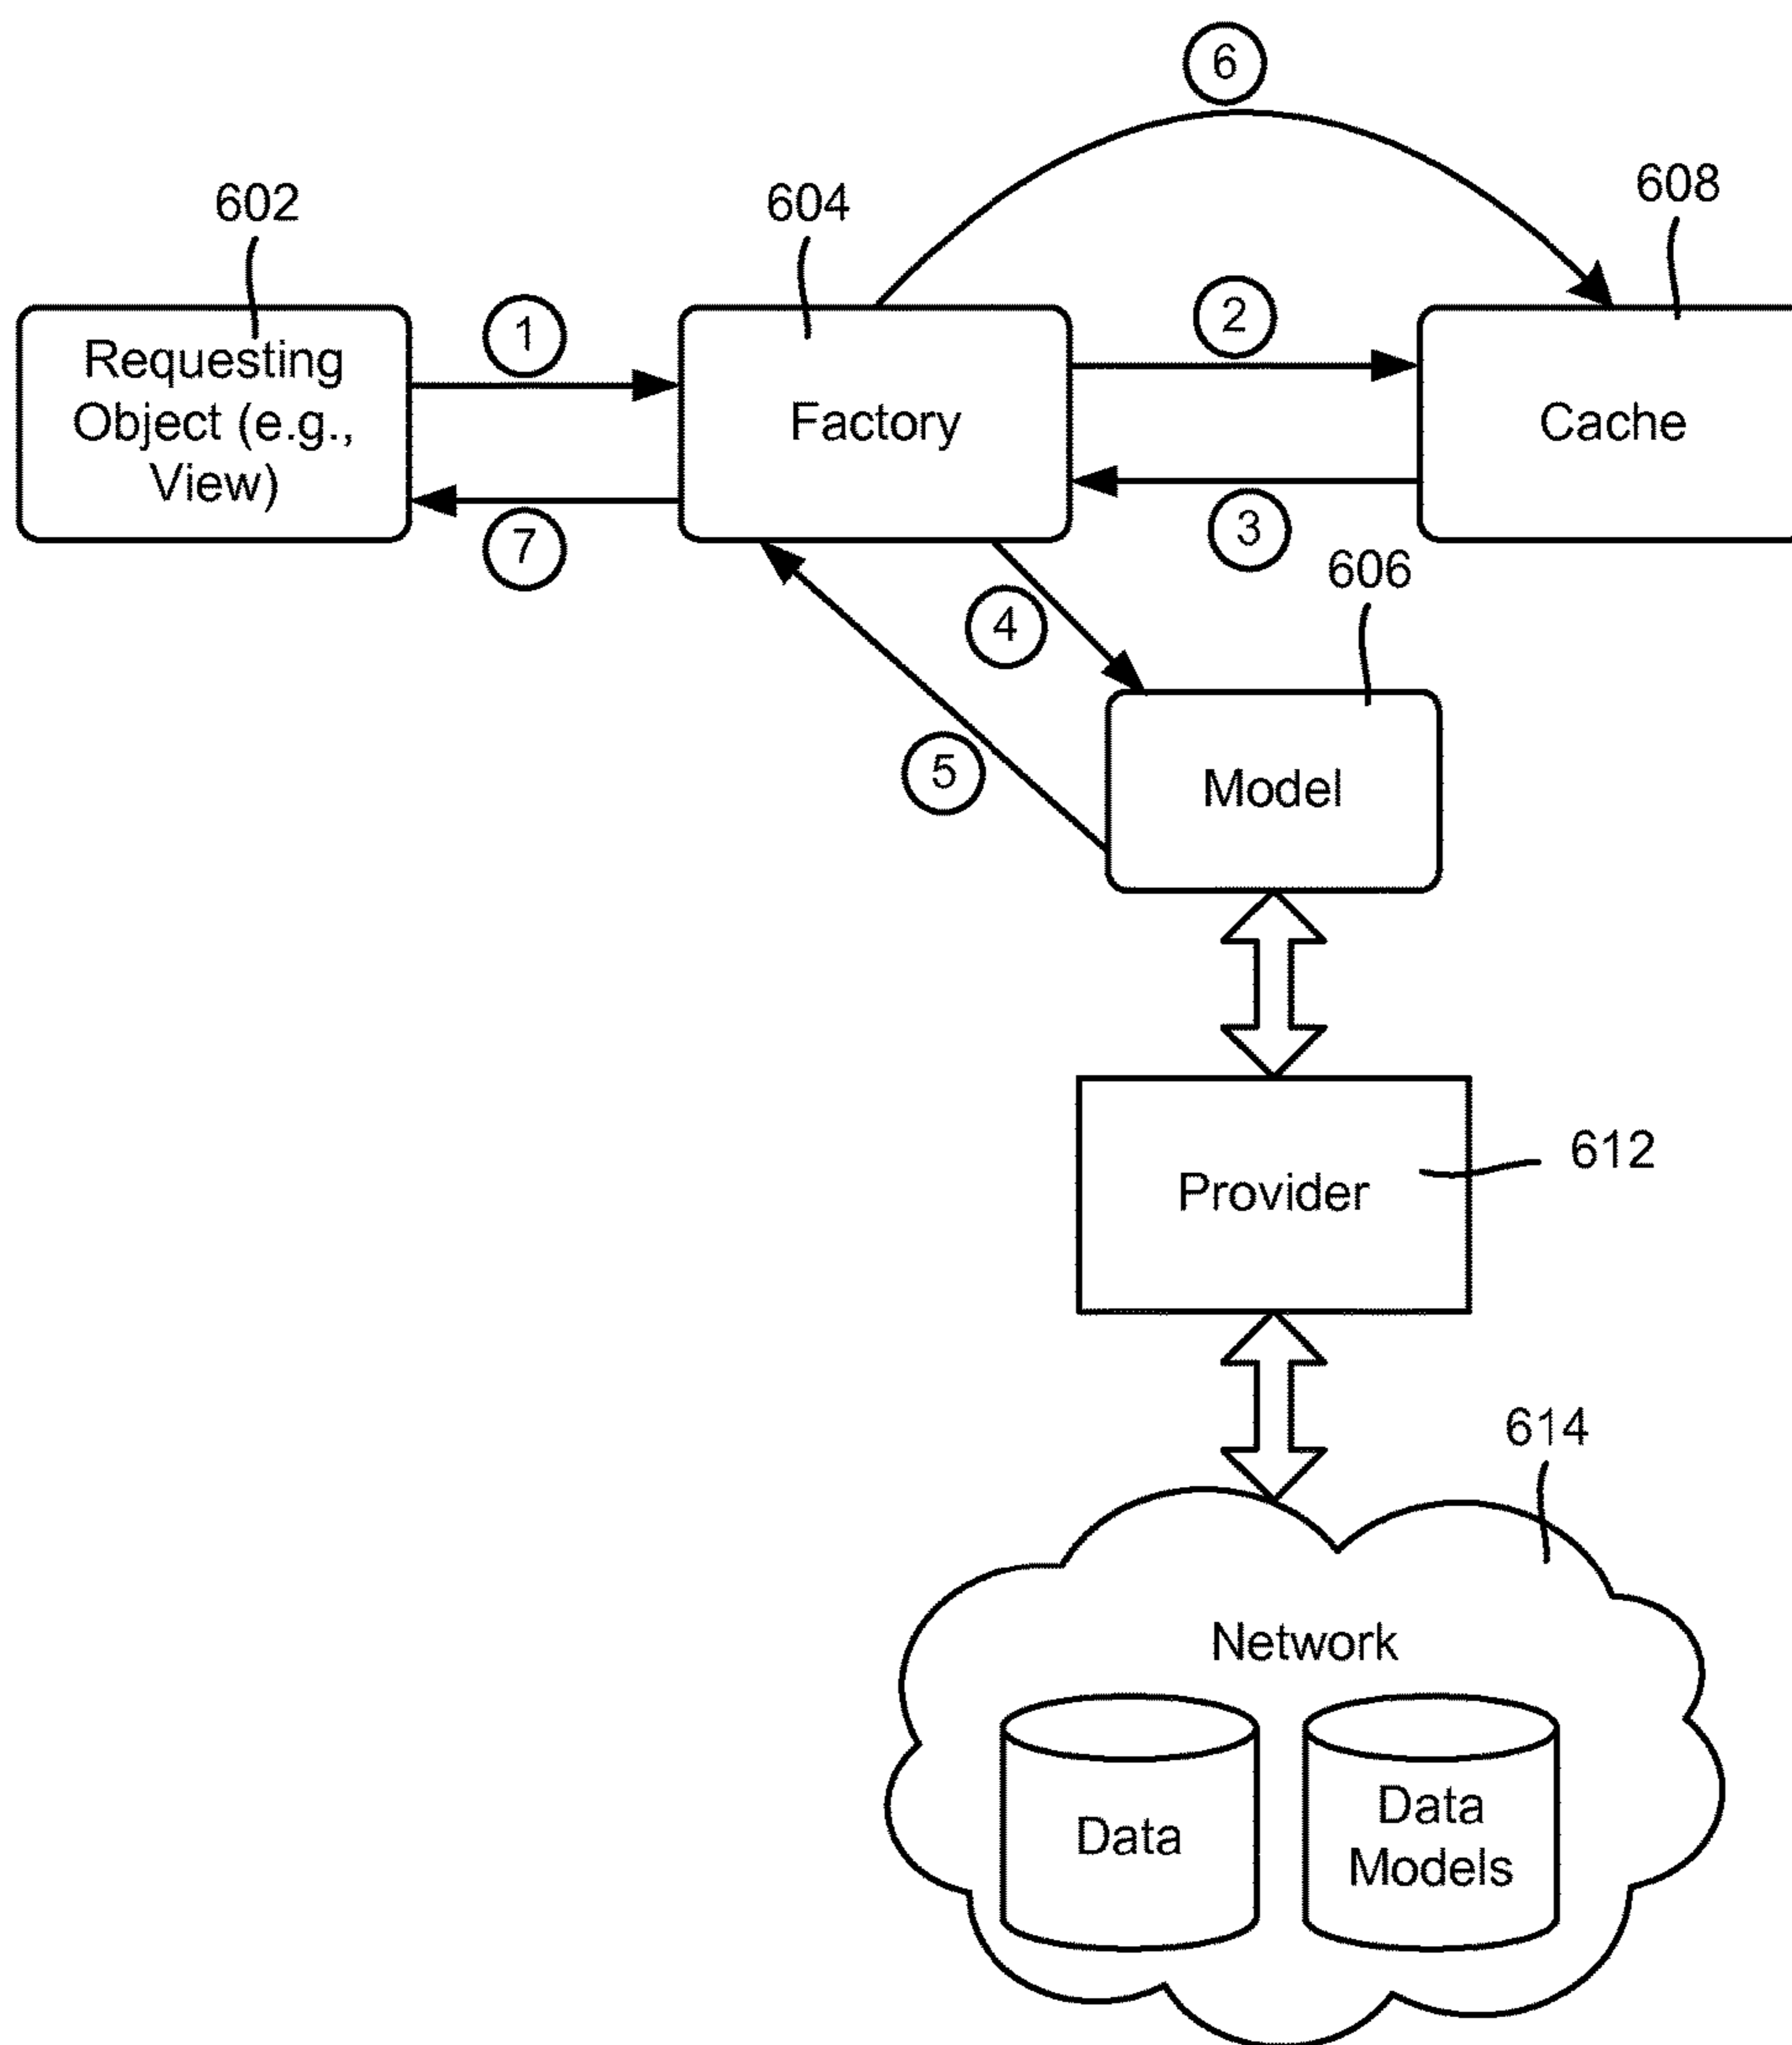 6
602
604
608
1
2
Requesting
Object (e.g.,
View)
Factory
Cache
7
3
606
4
5
Model
612
Provider
614
Network
Data
Data
Models